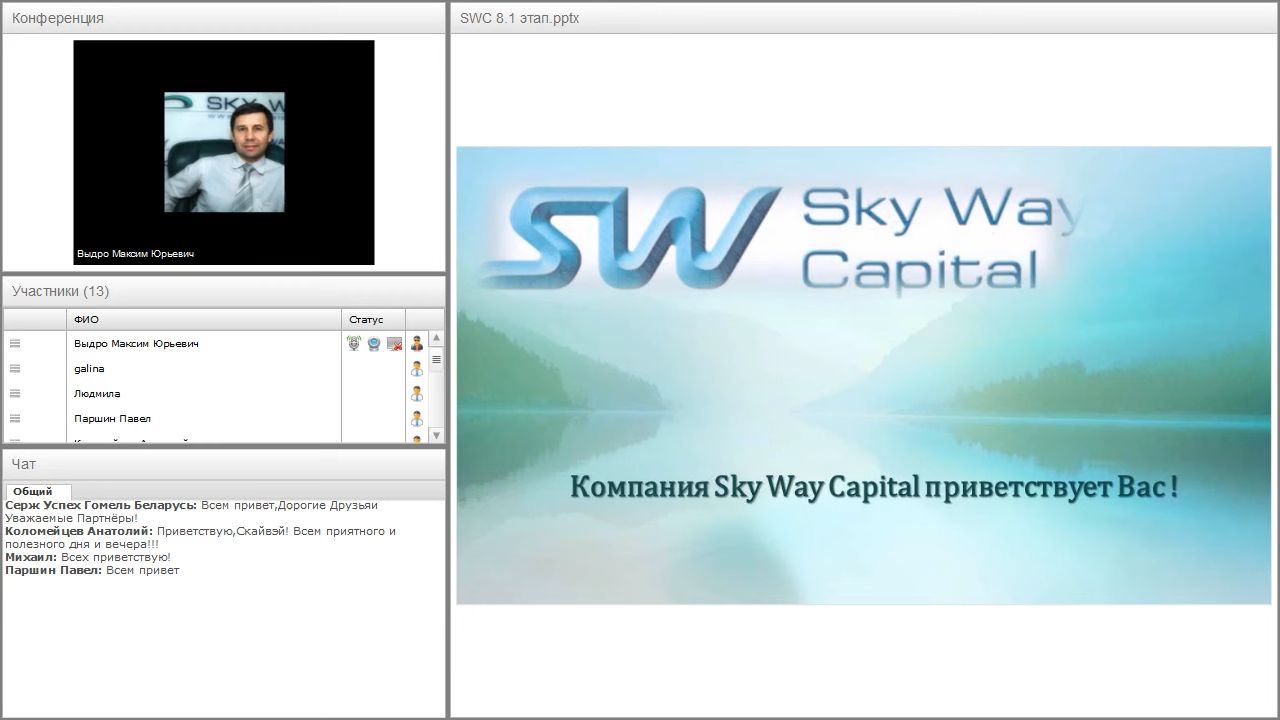 Конференция
SKY W
Выдро Максим Юрьевич
Участники (13)
ФИО
Статус
Выдро Максим Юрьевич
galina
Людмила
Паршин Павел
Чат
Общий
Серж Успех Гомель Беларусь: Всем привет,Дорогие Друзьяи
Уважаемые Партнёры!
Коломейцев Анатолий: Приветствую,Скайвэй! Всем приятного и
полезного дня и вечера!!!
Михаил: Всех приветствую!
Паршин Павел: Всем привет
SWC 8.1 этап.pptx
SW
Sky Way
Capital
Компания Sky Way Capital приветствует Вас !